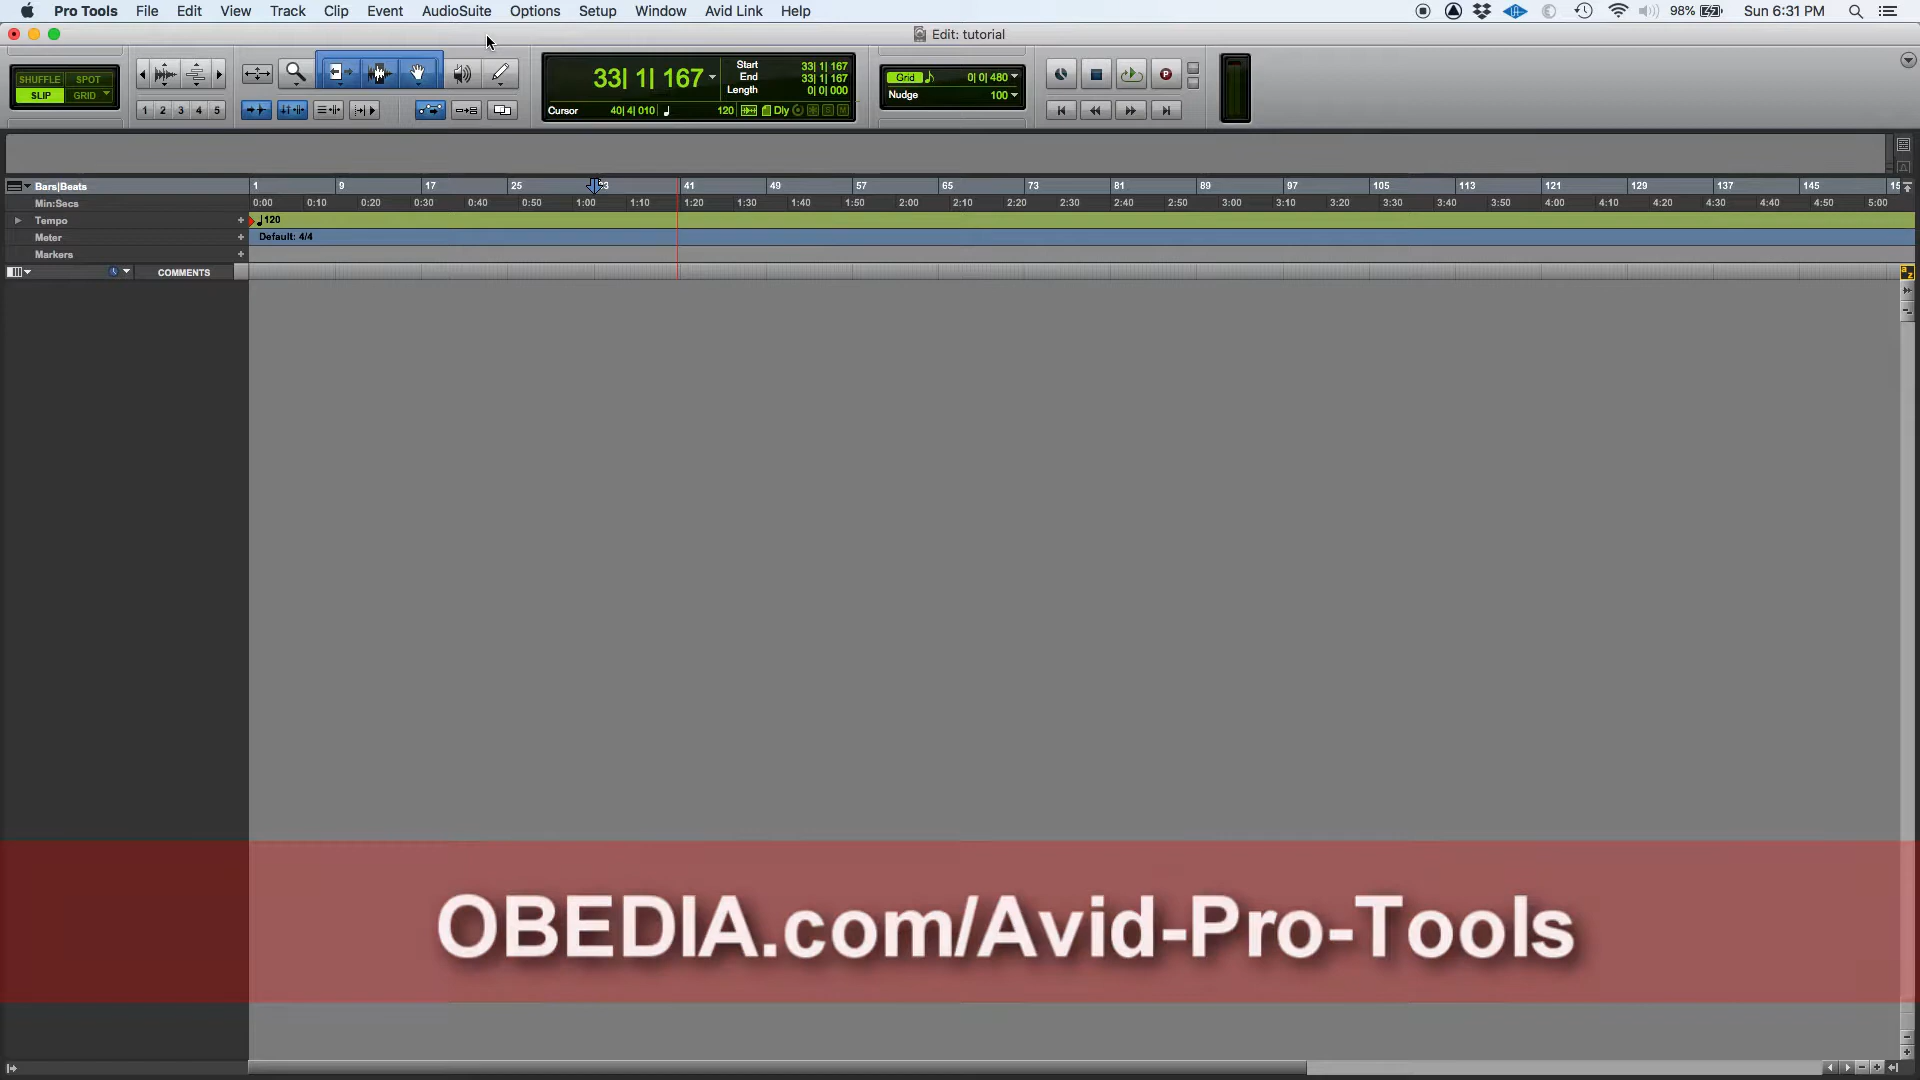 Pro Tools File Edit View Track Clip Event AudioSuite Options Setup Window Avid Link Help 98% Sun 6:31 PM
Edit: tutorial
SHUFFLE SPOT
SLIP GRID
1 2 3 4 5
33| 1| 167
Start 33| 1| 167
End 33| 1| 167
Length 0| 0| 000
Cursor 40| 4| 010 120 Dly
Grid 0| 0| 480
Nudge 100
Bars|Beats 1 9 17 25 41 49 57 65 73 81 89 97 105 113 121 129 137 145
Min:Secs 0:00 0:10 0:20 0:30 0:40 0:50 1:00 1:10 1:20 1:30 1:40 1:50 2:00 2:10 2:20 2:30 2:40 2:50 3:00 3:10 3:20 3:30 3:40 3:50 4:00 4:10 4:20 4:30 4:40 4:50 5:00
Tempo 120
Meter Default: 4/4
Markers
COMMENTS
OBEDIA.com/Avid-Pro-Tools